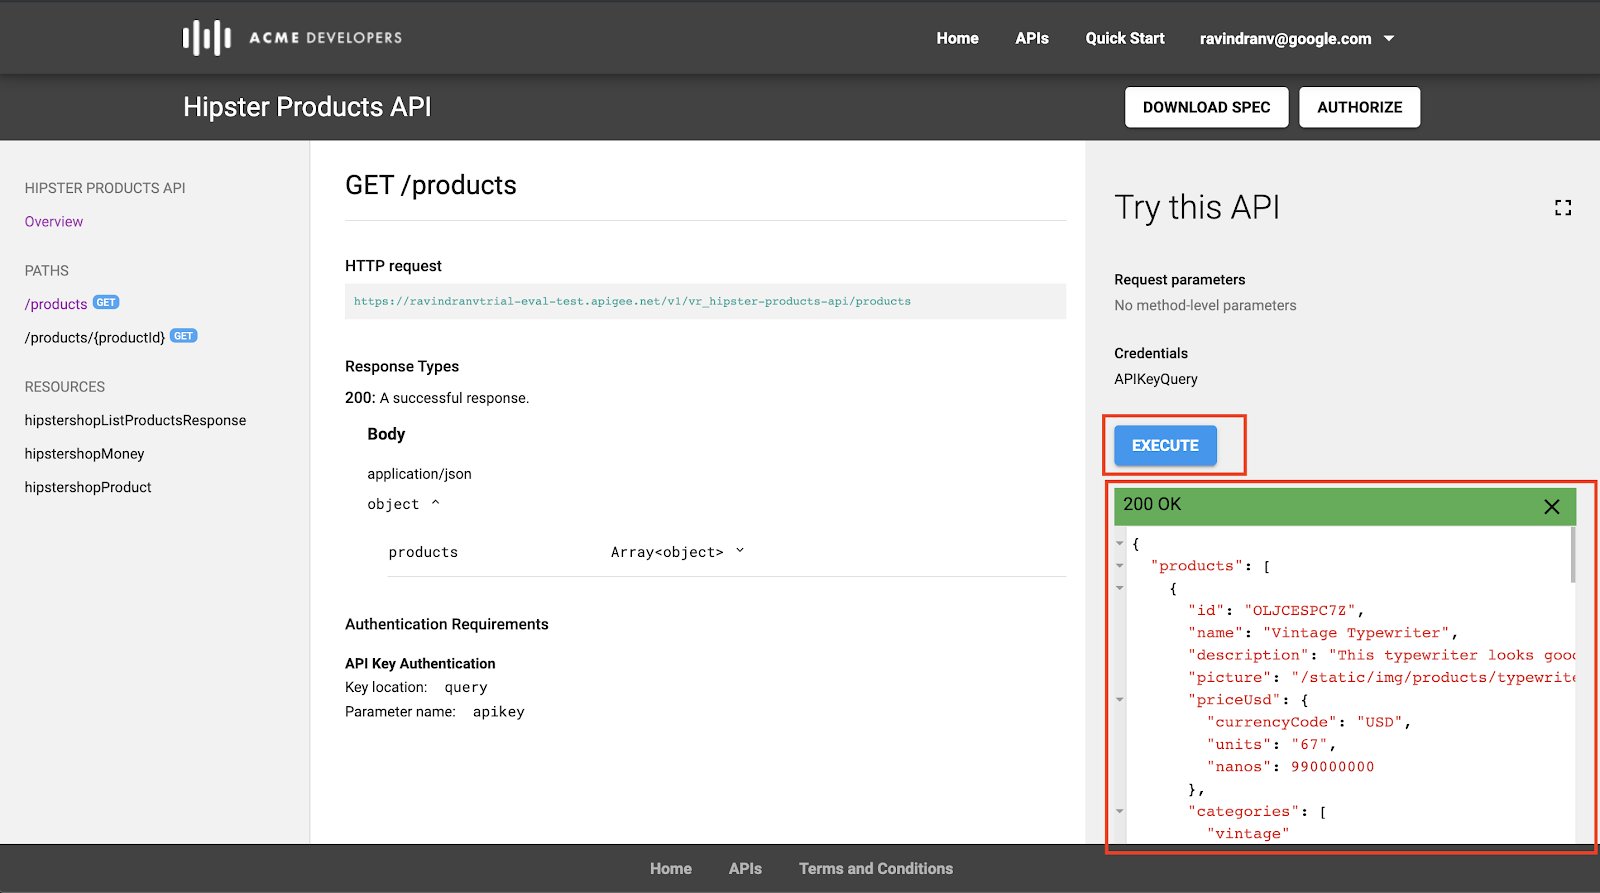 ACME DEVELOPERS
Home APIs Quick Start ravindranv@google.com
Hipster Products API
DOWNLOAD SPEC AUTHORIZE
HIPSTER PRODUCTS API
Overview
PATHS
/products GET
/products/{productId} GET
RESOURCES
hipstershopListProductsResponse
hipstershopMoney
hipstershopProduct
GET /products
HTTP request
https://ravindranvtrial-eval-test.apigee.net/v1/vr_hipster-products-api/products
Response Types
200: A successful response.
Body
application/json
object ^
products Array<object>
Authentication Requirements
API Key Authentication
Key location: query
Parameter name: apikey
Try this API
Request parameters
No method-level parameters
Credentials
APIKeyQuery
EXECUTE
200 OK
{
"products": [
{
"id": "OLJCESPC7Z",
"name": "Vintage Typewriter",
"description": "This typewriter looks good
"picture": "/static/img/products/typewrite
"priceUsd": {
"currencyCode": "USD",
"units": "67",
"nanos": 990000000
},
"categories": [
"vintage"
Home APIs Terms and Conditions